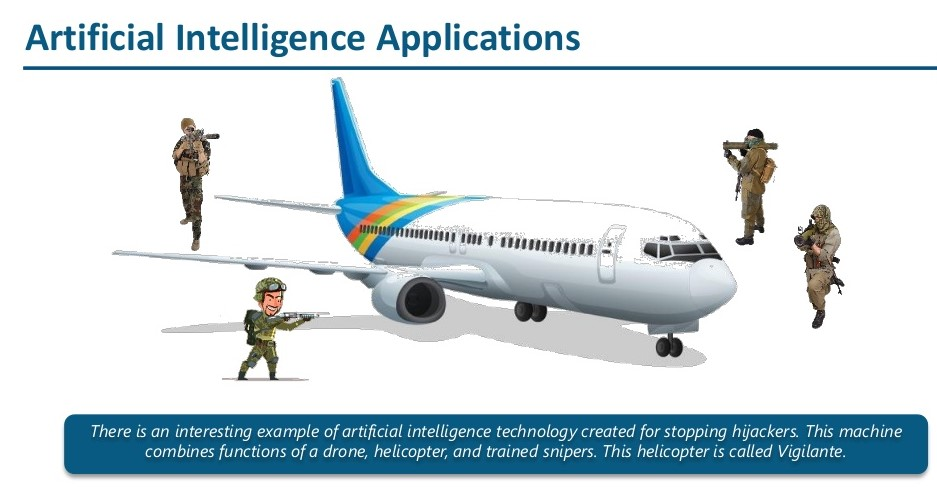 Artificial Intelligence Applications
There is an interesting example of artificial intelligence technology created for stopping hijackers. This machine
combines functions of a drone, helicopter, and trained snipers. This helicopter is called Vigilante.